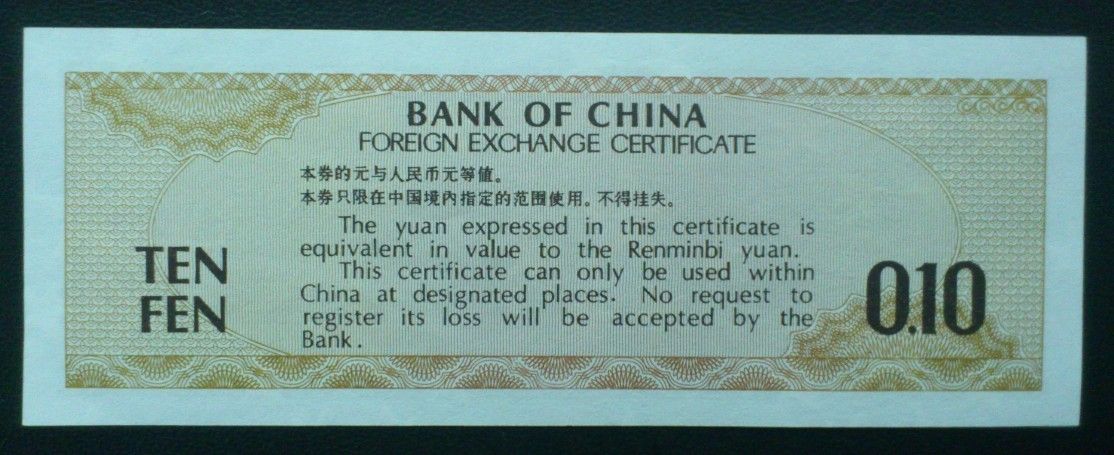 BANK OF CHINA
FOREIGN EXCHANGE CERTIFICATE
本券的元与人民币元等值。
本券只限在中国境内指定的范围使用。不得挂失。
The yuan expressed in this certificate is
equivalent in value to the Renminbi yuan.
This certificate can only be used within
China at designated places. No request to
register its loss will be accepted by the
Bank.
TEN
FEN
0.10